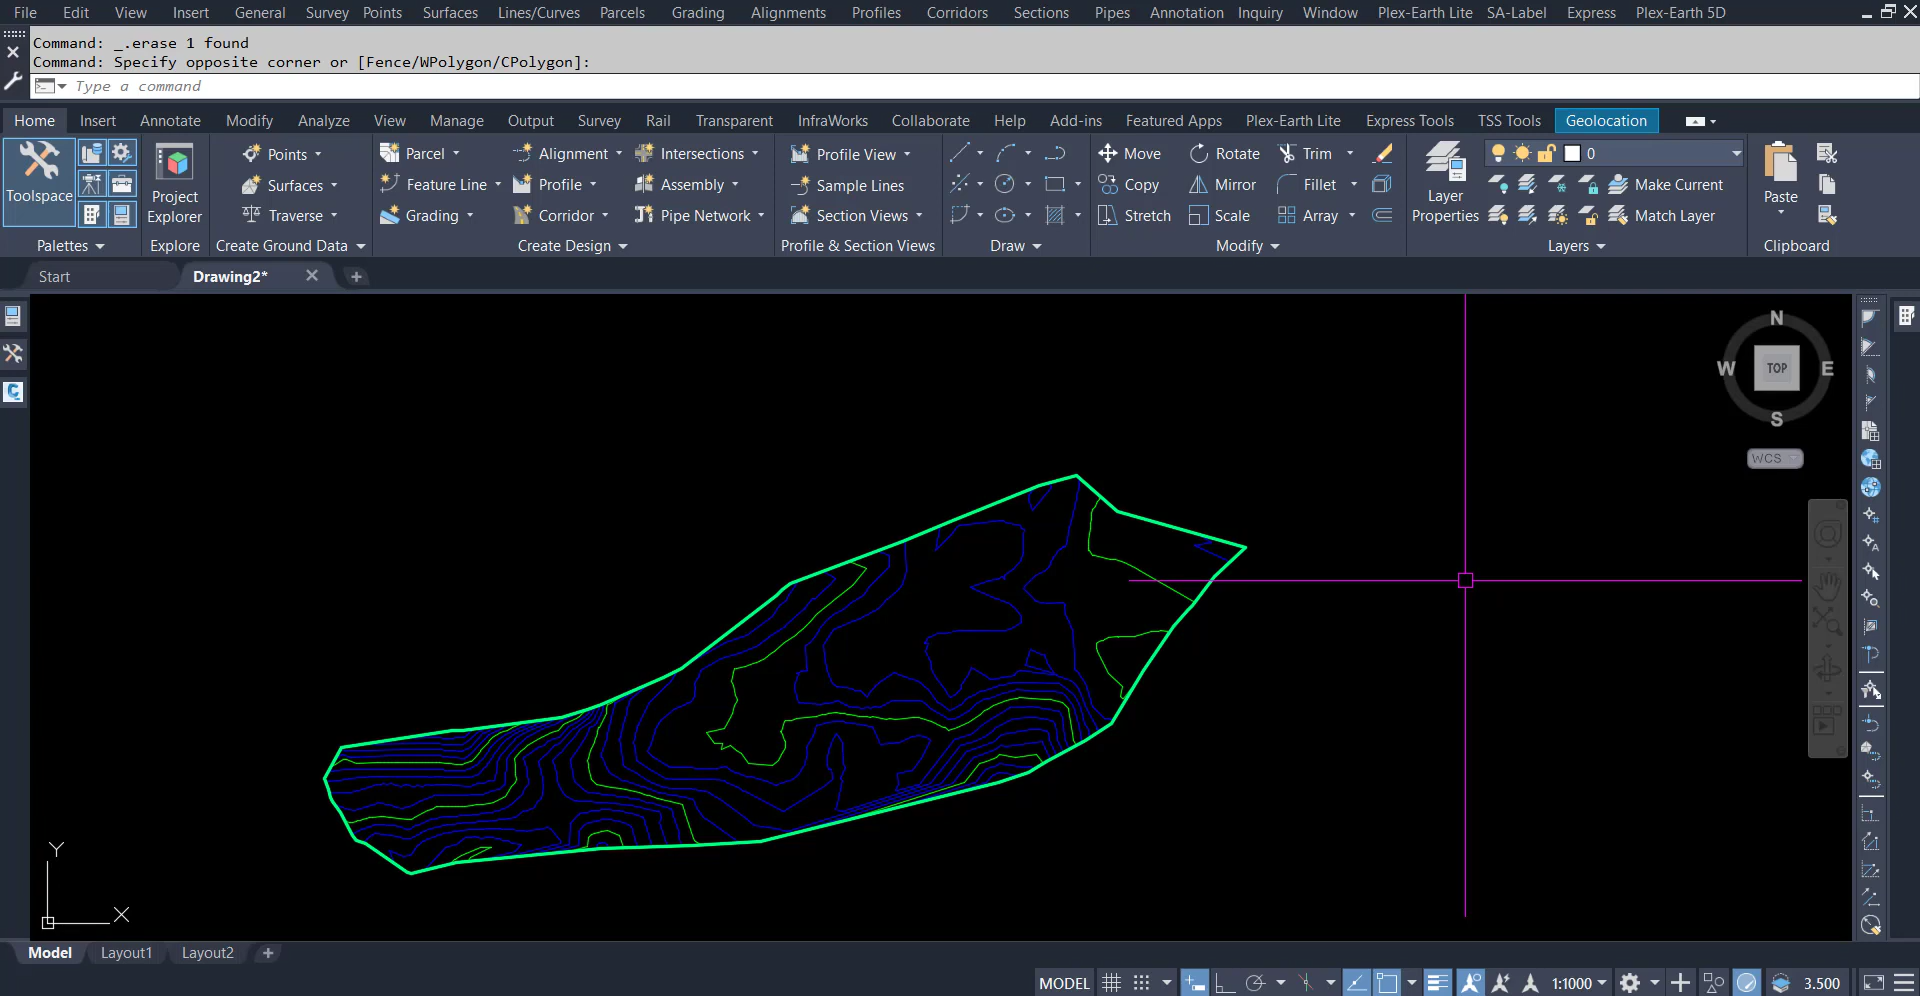 File Edit View Insert General Survey Points Surfaces Lines/Curves Parcels Grading Alignments Profiles Corridors Sections Pipes Annotation Inquiry Window Plex-Earth Lite SA-Label Express Plex-Earth 5D
Command: _.erase 1 found
Command: Specify opposite corner or [Fence/WPolygon/CPolygon]:
Type a command
Home Insert Annotate Modify Analyze View Manage Output Survey Rail Transparent InfraWorks Collaborate Help Add-ins Featured Apps Plex-Earth Lite Express Tools TSS Tools Geolocation
Points Parcel Alignment Intersections Profile View Move Rotate Trim 0
Toolspace Project Explorer Surfaces Feature Line Profile Assembly Sample Lines Copy Mirror Fillet Layer Properties Make Current Paste
Traverse Grading Corridor Pipe Network Section Views Stretch Scale Array Match Layer
Palettes Explore Create Ground Data Create Design Profile & Section Views Draw Modify Layers Clipboard
Start Drawing2*
N
W TOP E
S
WCS
Y
X
Model Layout1 Layout2
MODEL 1:1000 3.500